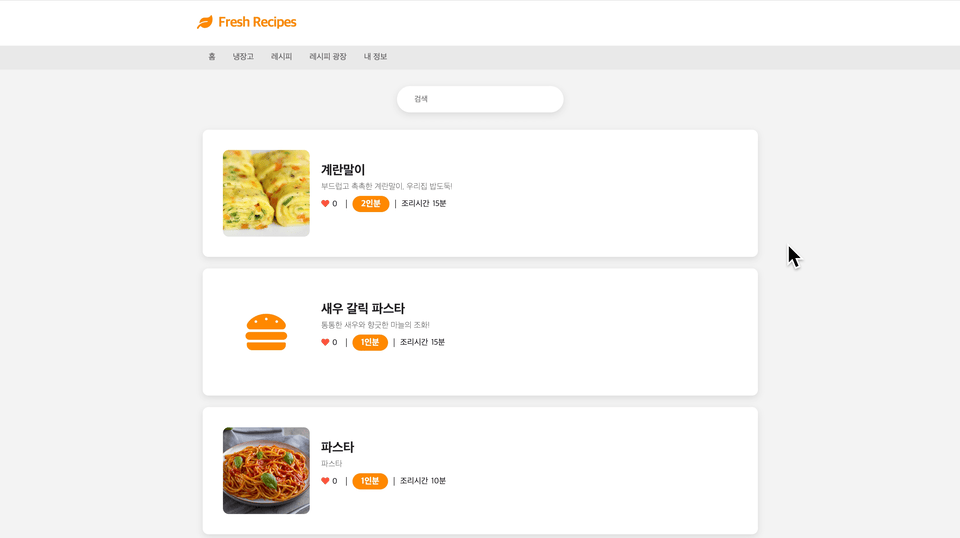 Fresh Recipes
홈 냉장고 레시피 레시피 광장 내 정보
검색
계란말이
부드럽고 촉촉한 계란말이, 우리집 밥도둑!
0 | 2인분 | 조리시간 15분
새우 갈릭 파스타
통통한 새우와 향긋한 마늘의 조화!
0 | 1인분 | 조리시간 15분
파스타
파스타
0 | 1인분 | 조리시간 10분